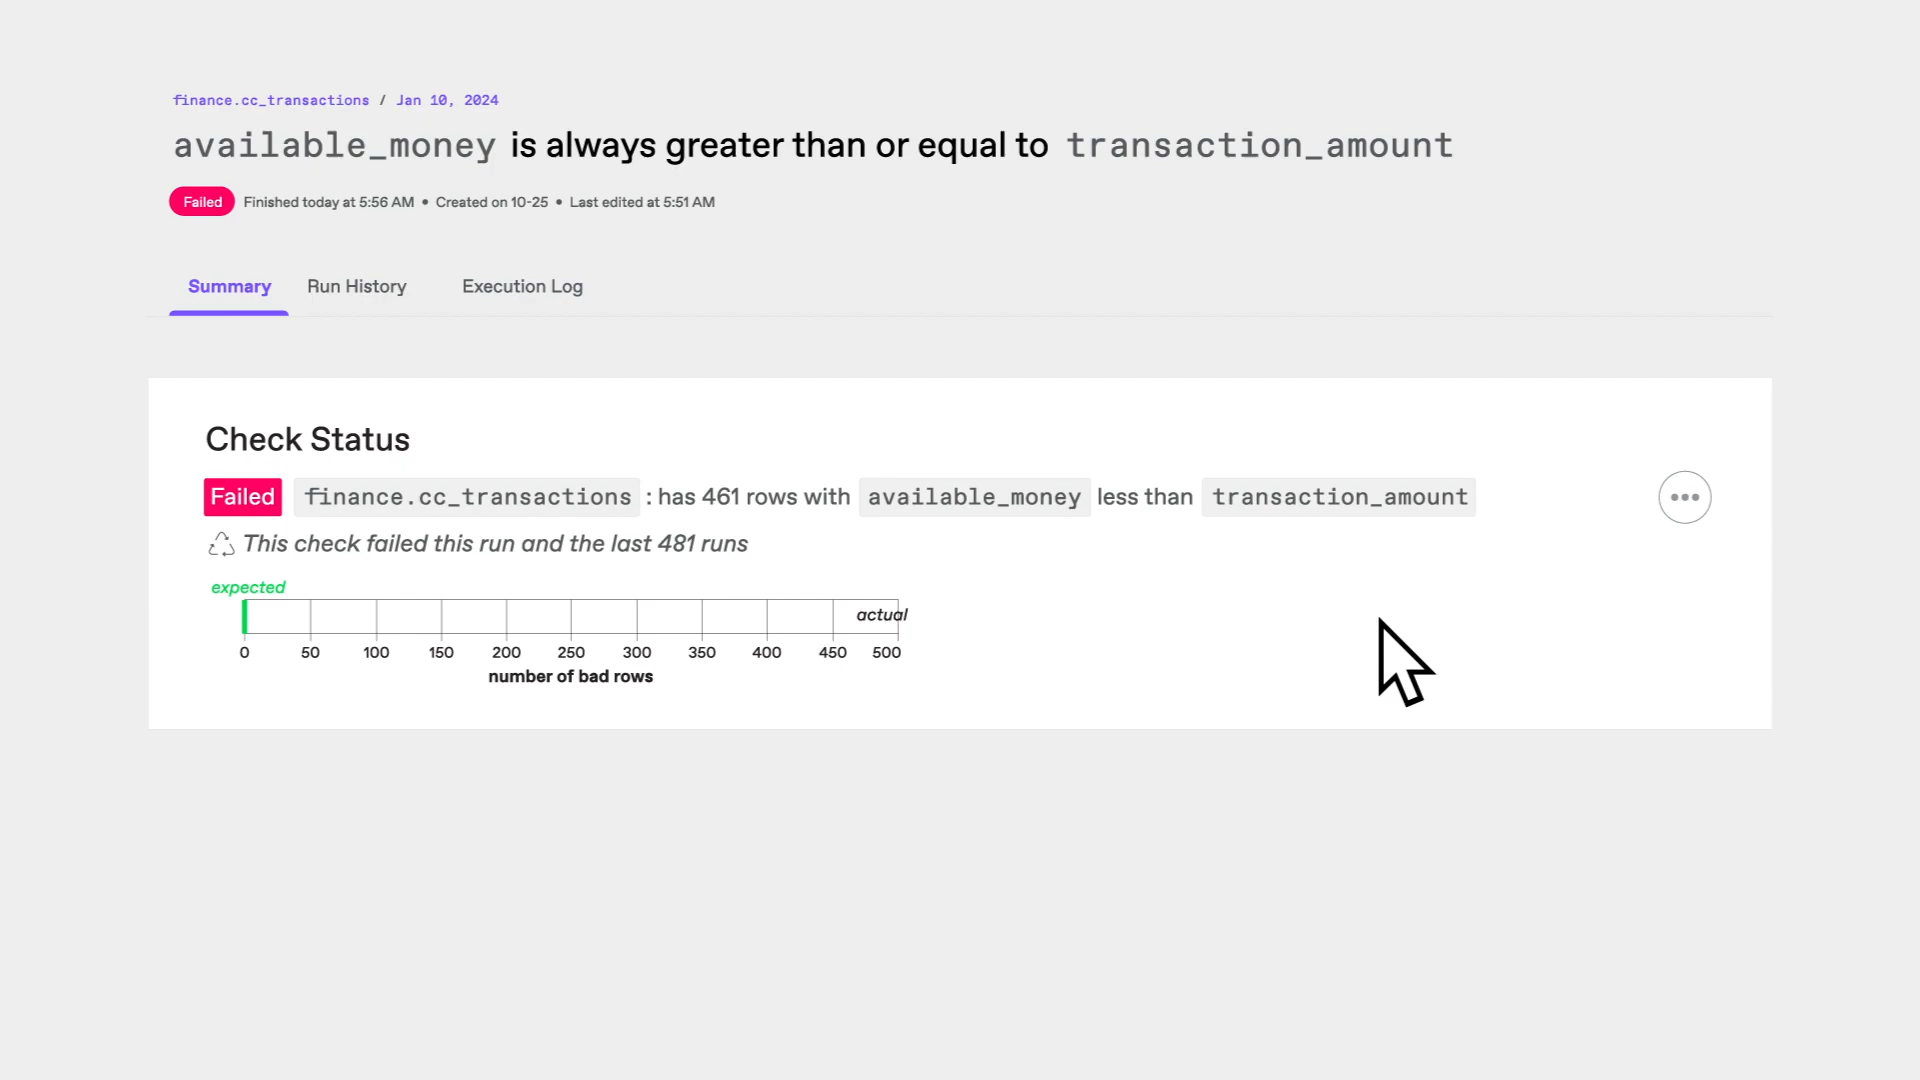 finance.cc_transactions / Jan 10, 2024
available_money is always greater than or equal to transaction_amount
Failed Finished today at 5:56 AM • Created on 10-25 • Last edited at 5:51 AM
Summary Run History Execution Log
Check Status
Failed finance.cc_transactions : has 461 rows with available_money less than transaction_amount
This check failed this run and the last 481 runs
expected
actual
0 50 100 150 200 250 300 350 400 450 500
number of bad rows